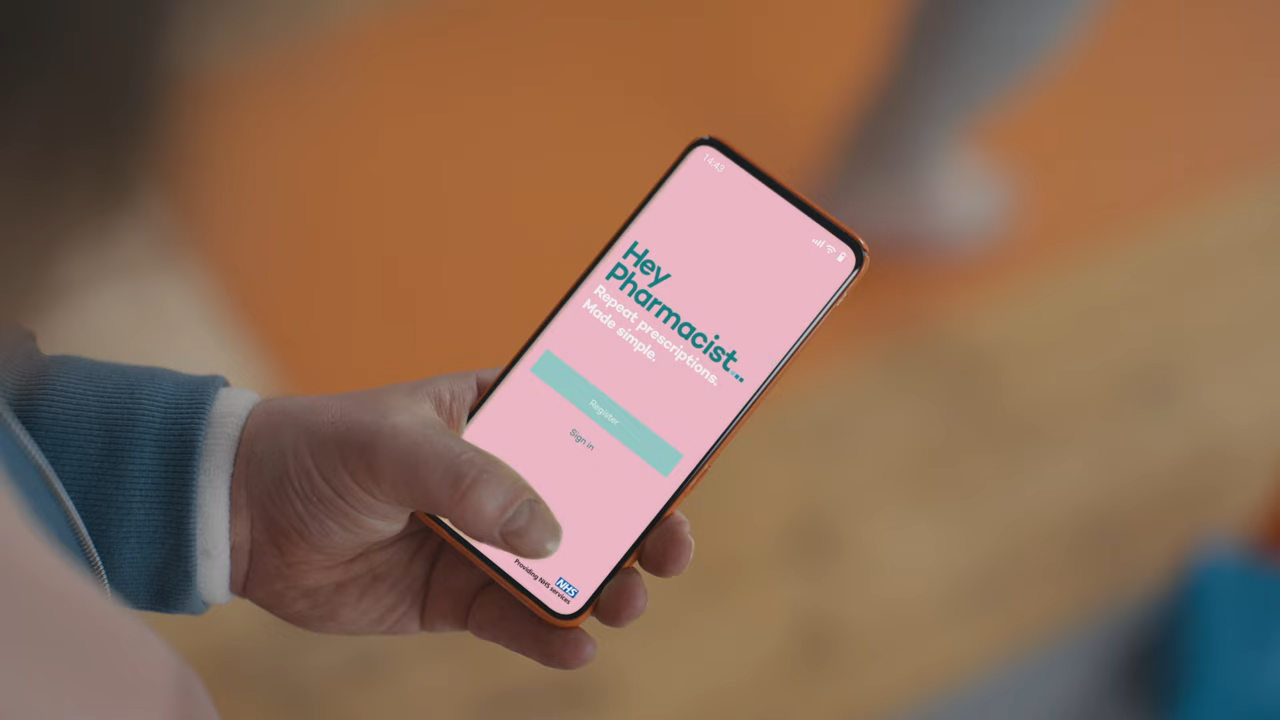 14:43
Hey
Pharmacist...
Repeat prescriptions.
Made simple.
Register
Sign in
NHS
Providing NHS services